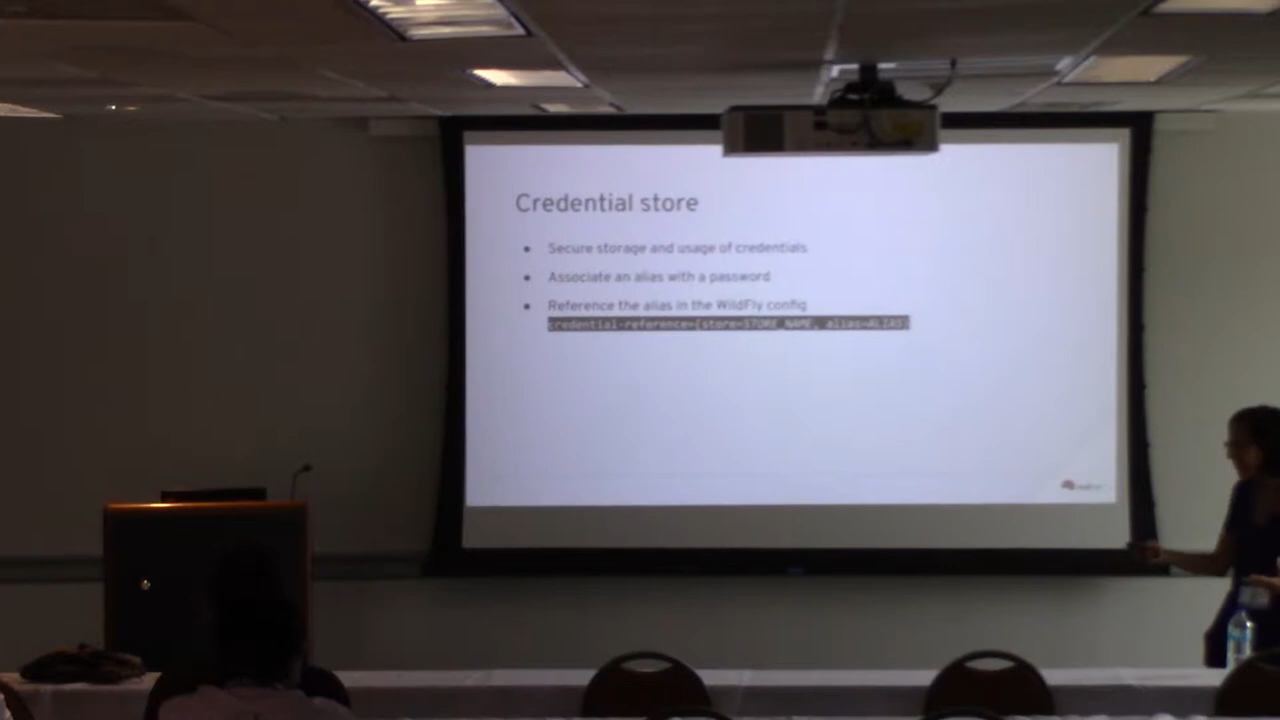 Credential store
• Secure storage and usage of credentials
• Associate an alias with a password
• Reference the alias in the WildFly config
credential-reference={store=STORE_NAME, alias=ALIAS}